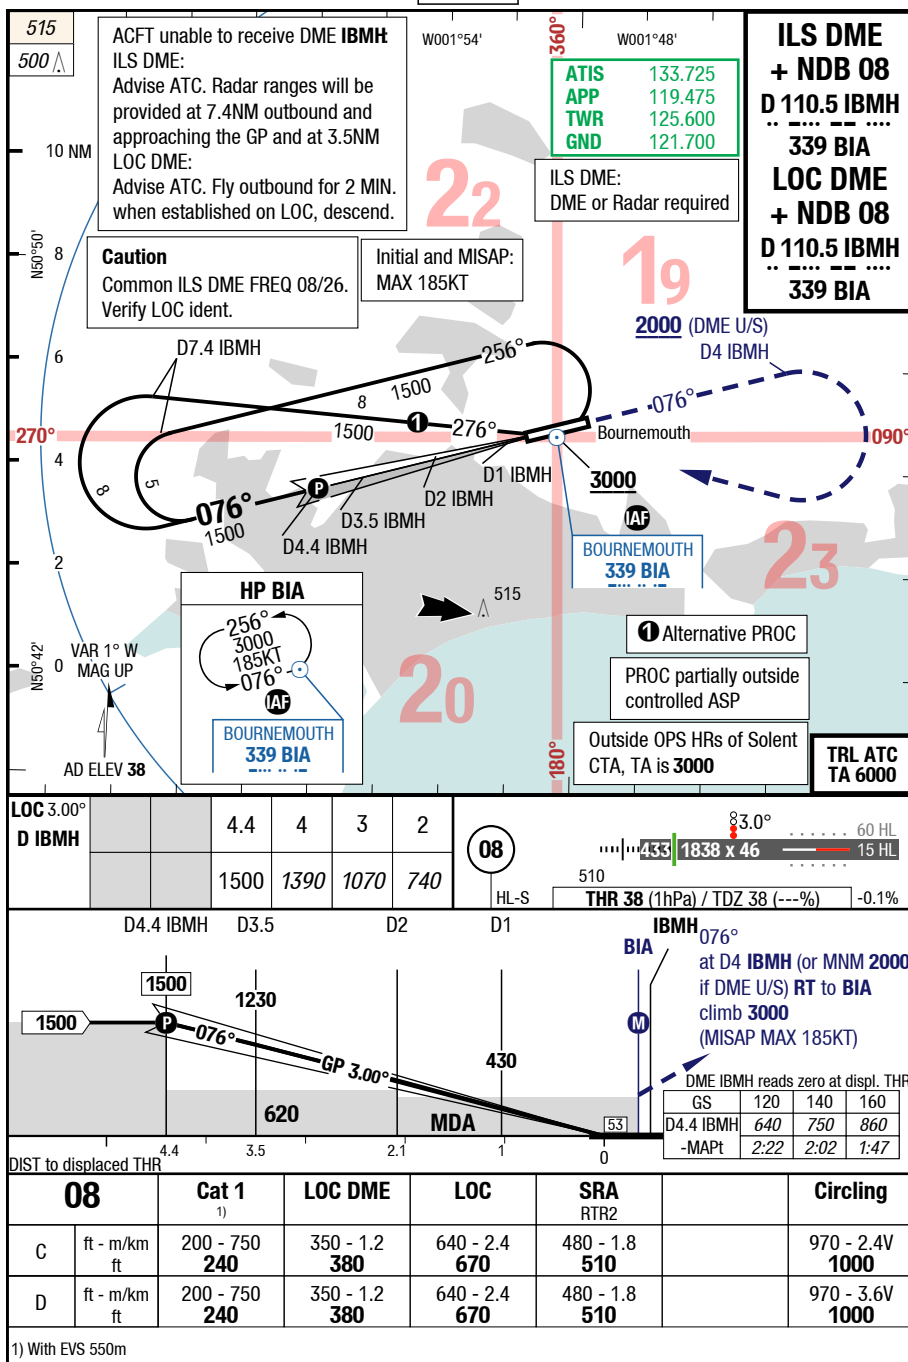 515
500
ACFT unable to receive DME IBMH:
ILS DME:
Advise ATC. Radar ranges will be
provided at 7.4NM outbound and
approaching the GP and at 3.5NM
LOC DME:
Advise ATC. Fly outbound for 2 MIN.
when established on LOC, descend.
W001°54'
360°
W001°48'
ATIS 133.725
APP 119.475
TWR 125.600
GND 121.700
ILS DME
+ NDB 08
D 110.5 IBMH
339 BIA
LOC DME
+ NDB 08
D 110.5 IBMH
339 BIA
ILS DME:
DME or Radar required
10 NM
22
19
N50°50'
8
Caution
Common ILS DME FREQ 08/26.
Verify LOC ident.
Initial and MISAP:
MAX 185KT
2000 (DME U/S)
D4 IBMH
6
D7.4 IBMH
256°
1500
8
1
1500
276°
076°
270°
Bournemouth
090°
4
8
5
076°
1500
P
D1 IBMH
D2 IBMH
D3.5 IBMH
D4.4 IBMH
3000
IAF
BOURNEMOUTH
339 BIA
23
2
HP BIA
256°
3000
185KT
076°
IAF
BOURNEMOUTH
339 BIA
515
20
N50°42'
0
VAR 1° W
MAG UP
AD ELEV 38
1 Alternative PROC
PROC partially outside
controlled ASP
Outside OPS HRs of Solent
CTA, TA is 3000
180°
TRL ATC
TA 6000
LOC 3.00°
D IBMH
4.4 4 3 2
1500 1390 1070 740
08
HL-S
3.0°
60 HL
433 1838 x 46
15 HL
510
THR 38 (1hPa) / TDZ 38 (---%)
-0.1%
D4.4 IBMH D3.5 D2 D1
BIA
IBMH
076°
at D4 IBMH (or MNM 2000
if DME U/S) RT to BIA
climb 3000
(MISAP MAX 185KT)
1500
1500
P
1230
076°
GP 3.00°
430
M
620
MDA
53
DME IBMH reads zero at displ. THR
GS 120 140 160
D4.4 IBMH 640 750 860
-MAPt 2:22 2:02 1:47
4.4 3.5 2.1 1 0
DIST to displaced THR
08 Cat 1 LOC DME LOC SRA Circling
1) RTR2
C ft - m/km 200 - 750 350 - 1.2 640 - 2.4 480 - 1.8 970 - 2.4V
ft 240 380 670 510 1000
D ft - m/km 200 - 750 350 - 1.2 640 - 2.4 480 - 1.8 970 - 3.6V
ft 240 380 670 510 1000
1) With EVS 550m